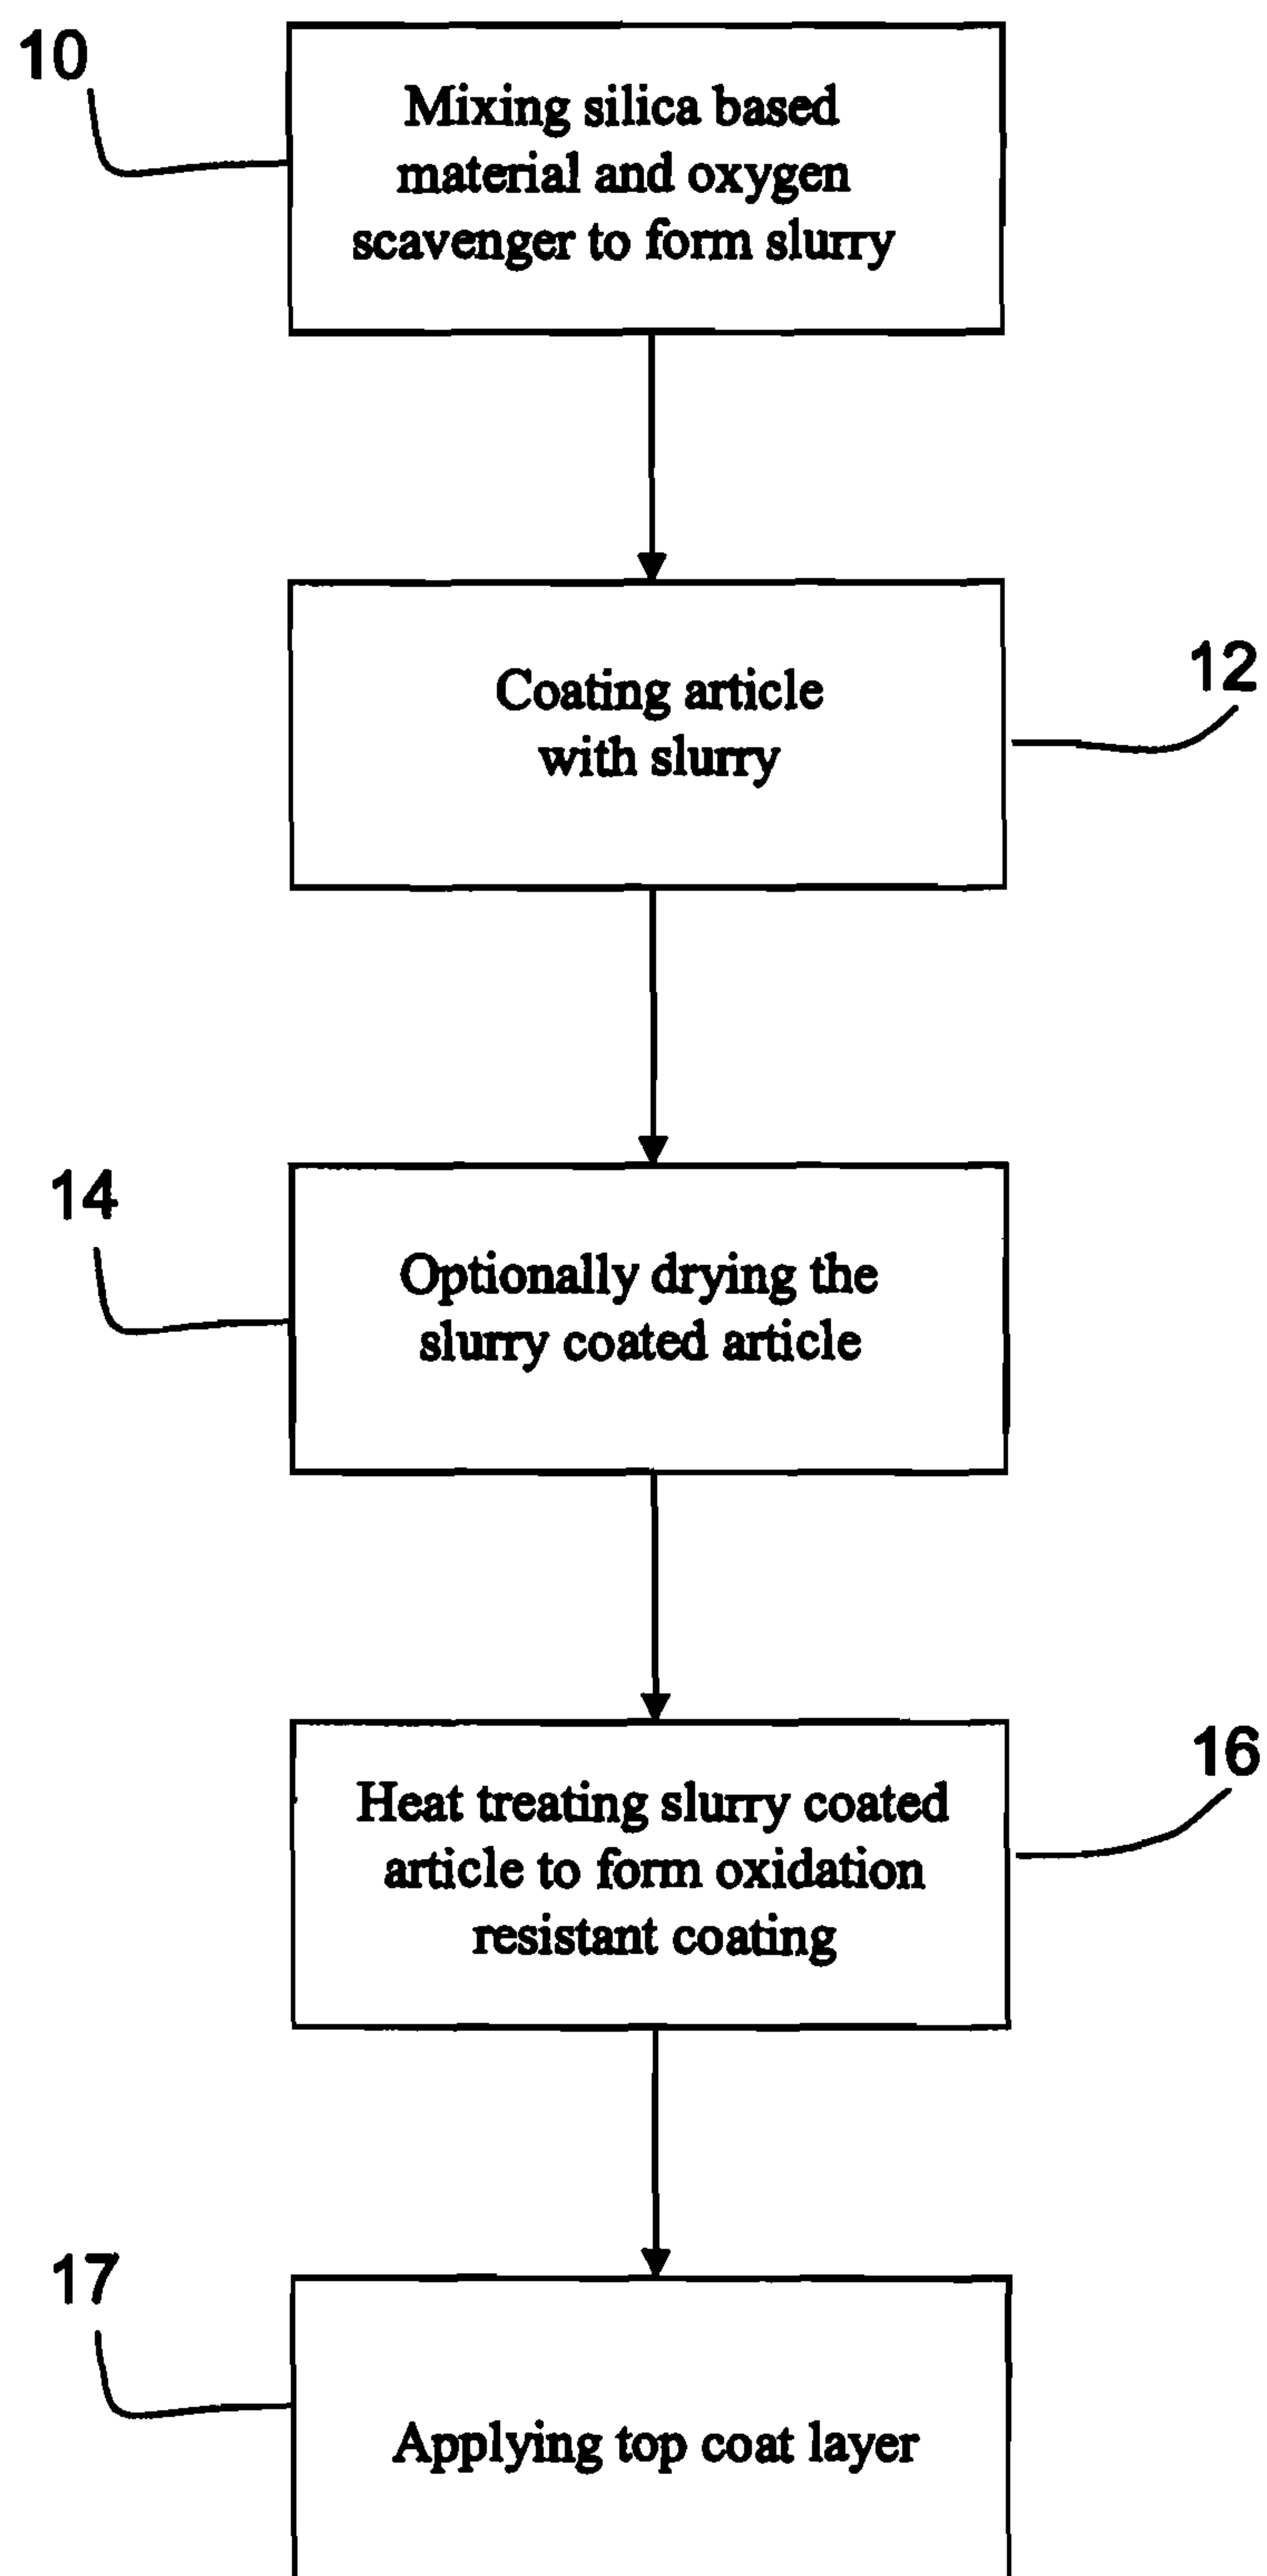 10
Mixing silica based
material and oxygen
scavenger to form slurry
Coating article
with slurry
12
14
Optionally drying the
slurry coated article
Heat treating slurry coated
article to form oxidation
resistant coating
16
17
Applying top coat layer